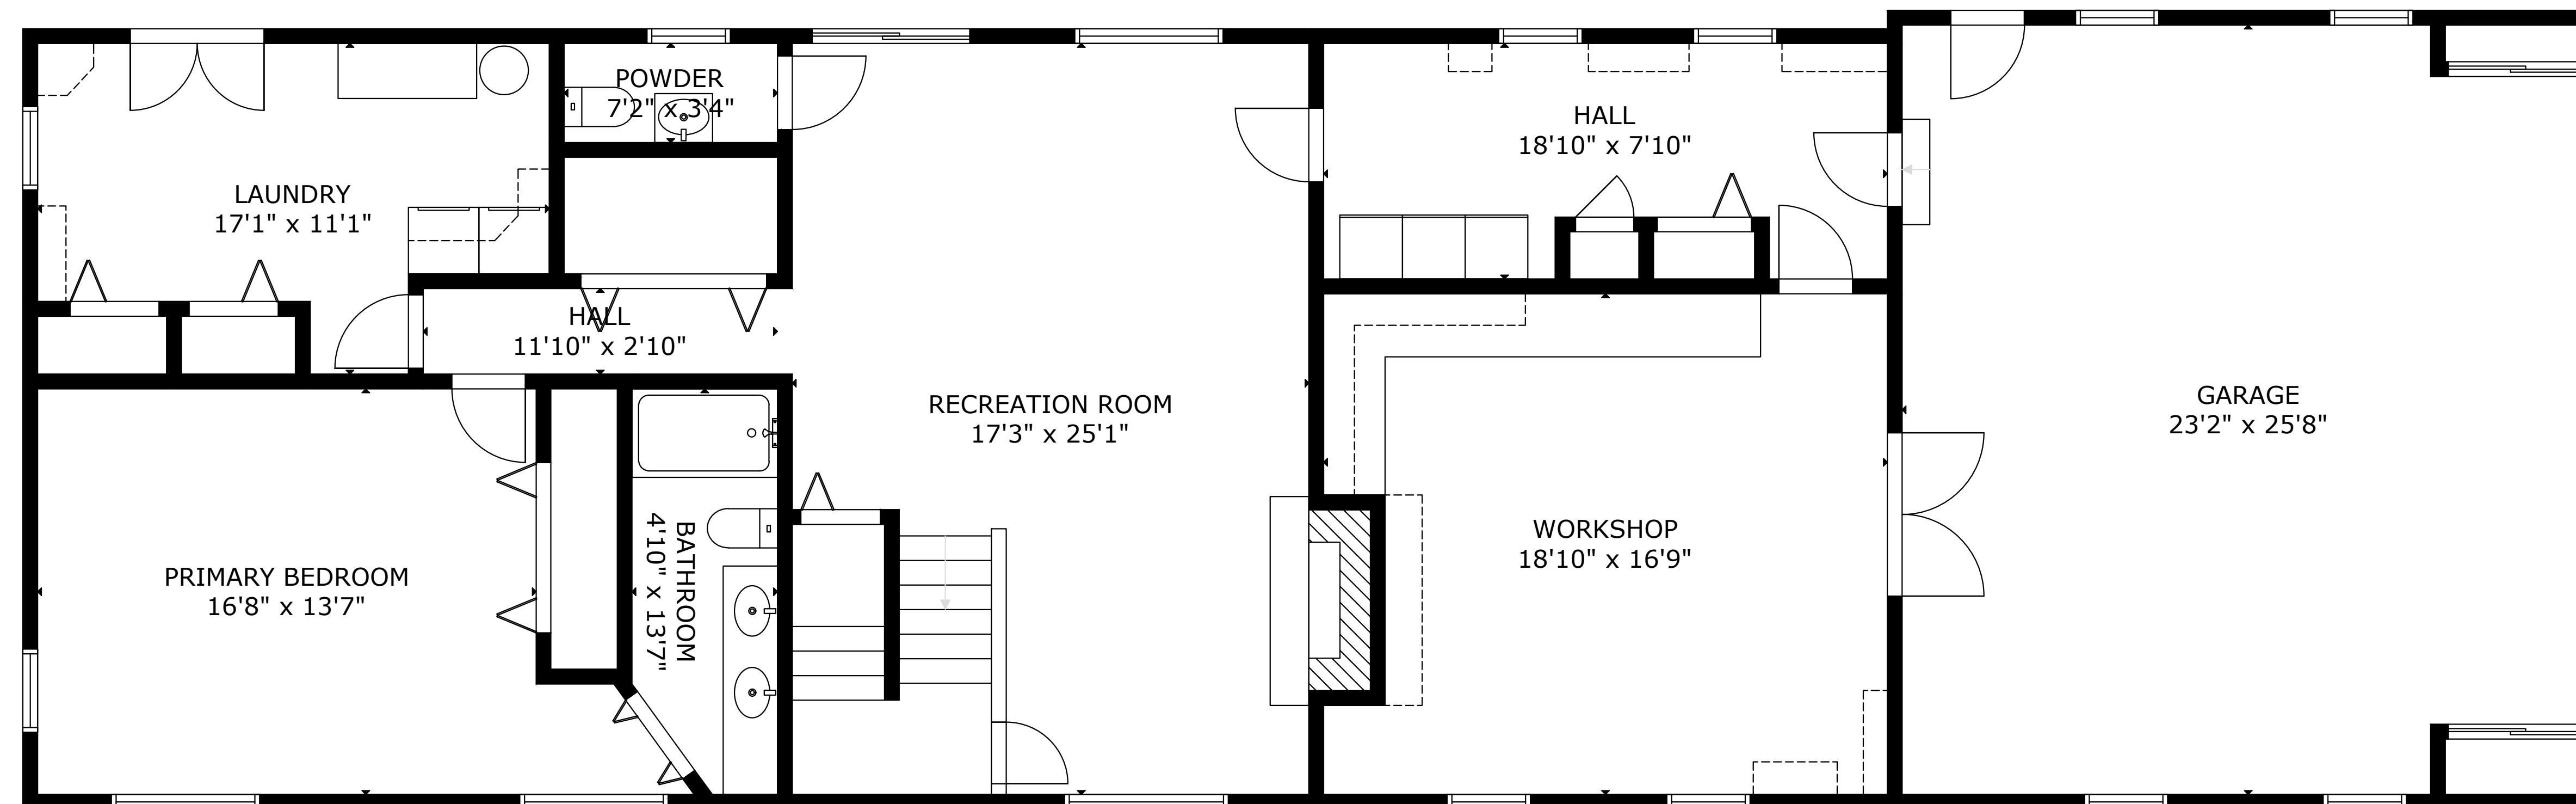 POWDER
7'2" x 3'4"
LAUNDRY
17'1" x 11'1"
HALL
18'10" x 7'10"
HALL
11'10" x 2'10"
RECREATION ROOM
17'3" x 25'1"
GARAGE
23'2" x 25'8"
PRIMARY BEDROOM
16'8" x 13'7"
BATHROOM
4'10" x 13'7"
WORKSHOP
18'10" x 16'9"